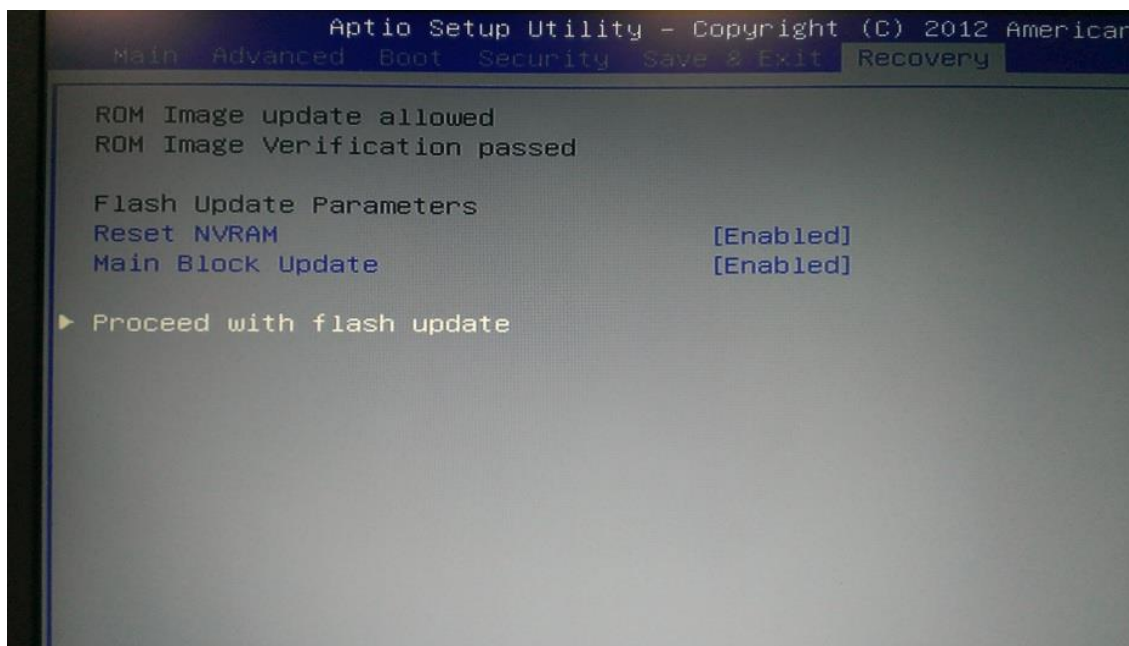 Aptio Setup Utility – Copyright (C) 2012 American
Main Advanced Boot Security Save & Exit Recovery
ROM Image update allowed
ROM Image Verification passed
Flash Update Parameters
Reset NVRAM [Enabled]
Main Block Update [Enabled]
► Proceed with flash update